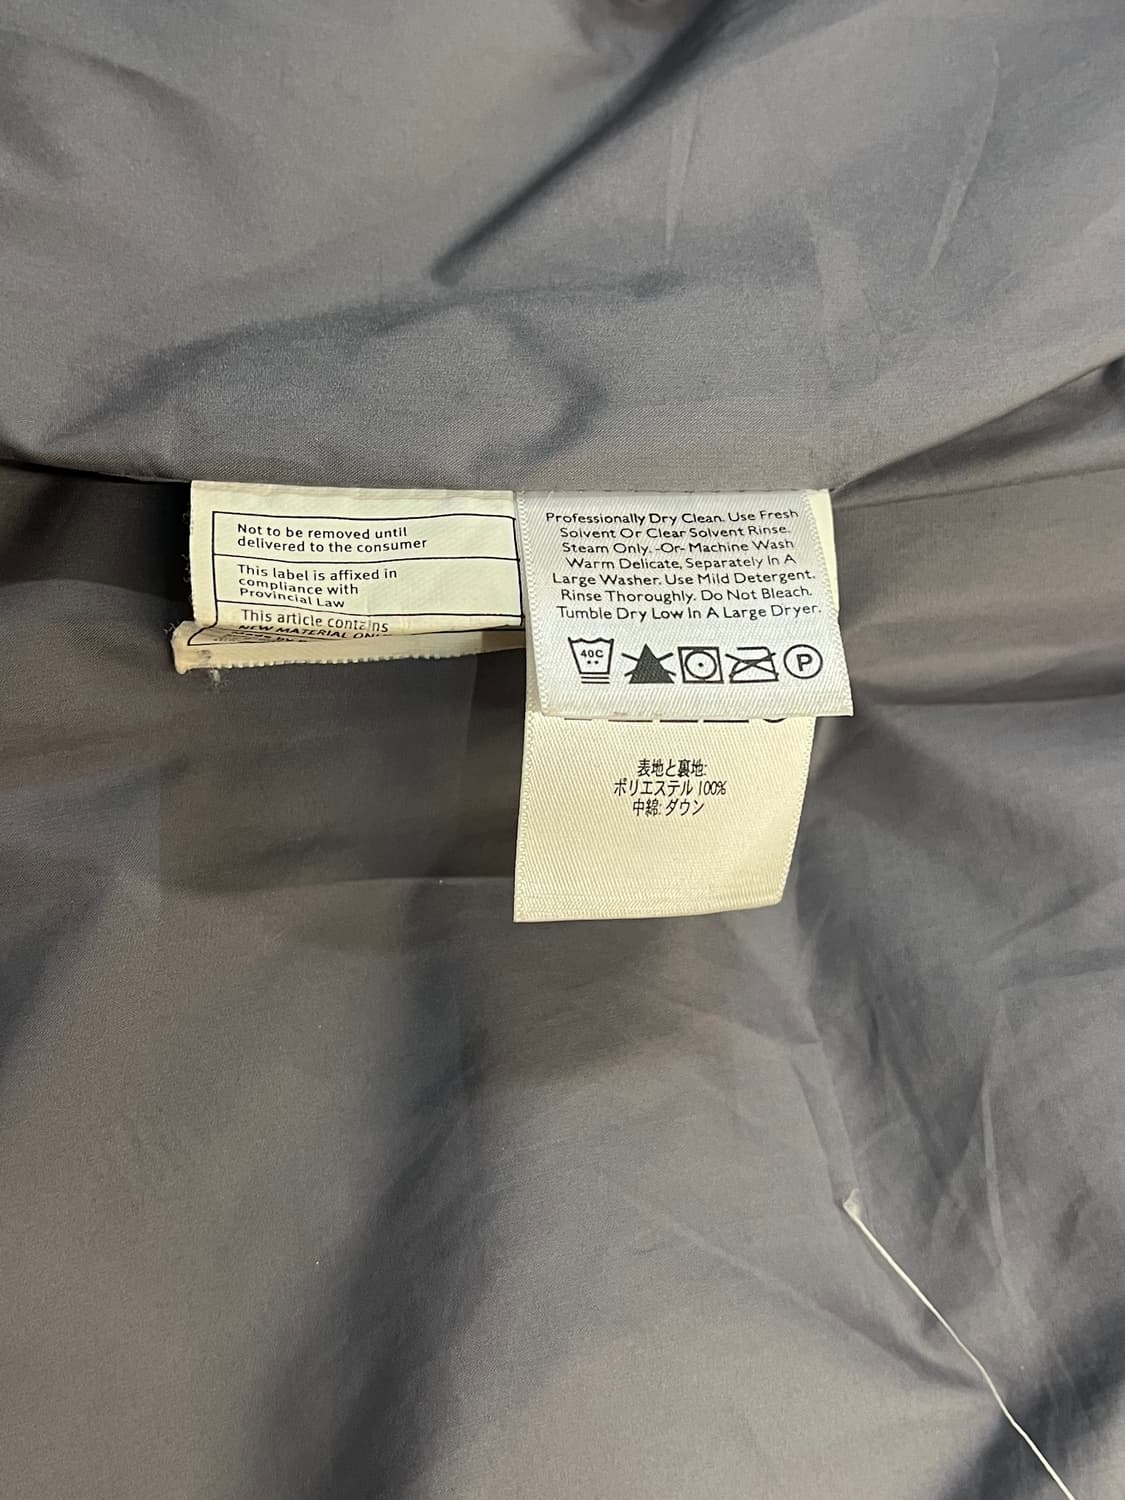 Not to be removed until
delivered to the consumer
This label is affixed in
compliance with
Provincial Law
This article contains
NEW MATERIAL
Professionally Dry Clean. Use Fresh
Solvent Or Clear Solvent Rinse.
Steam Only. -Or- Machine Wash
Warm Delicate, Separately In A
Large Washer. Use Mild Detergent.
Rinse Thoroughly. Do Not Bleach.
Tumble Dry Low In A Large Dryer.
40C
P
表地と裏地:
ポリエステル 100%
中綿: ダウン